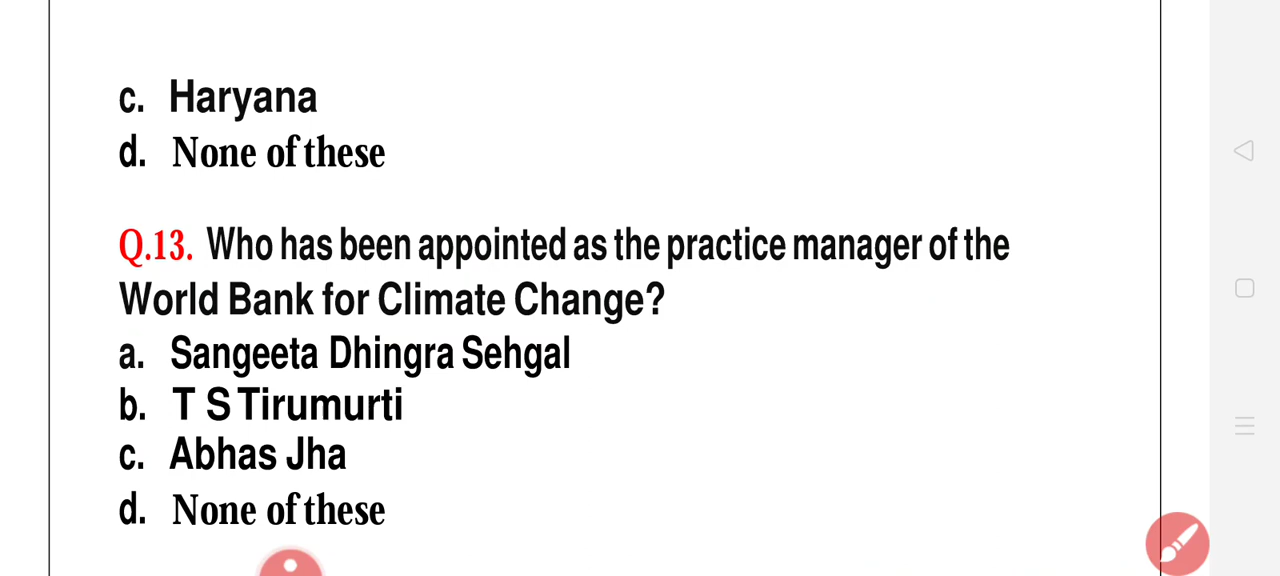 c. Haryana
d. None of these
Q.13. Who has been appointed as the practice manager of the
World Bank for Climate Change?
a. Sangeeta Dhingra Sehgal
b. T S Tirumurti
c. Abhas Jha
d. None of these